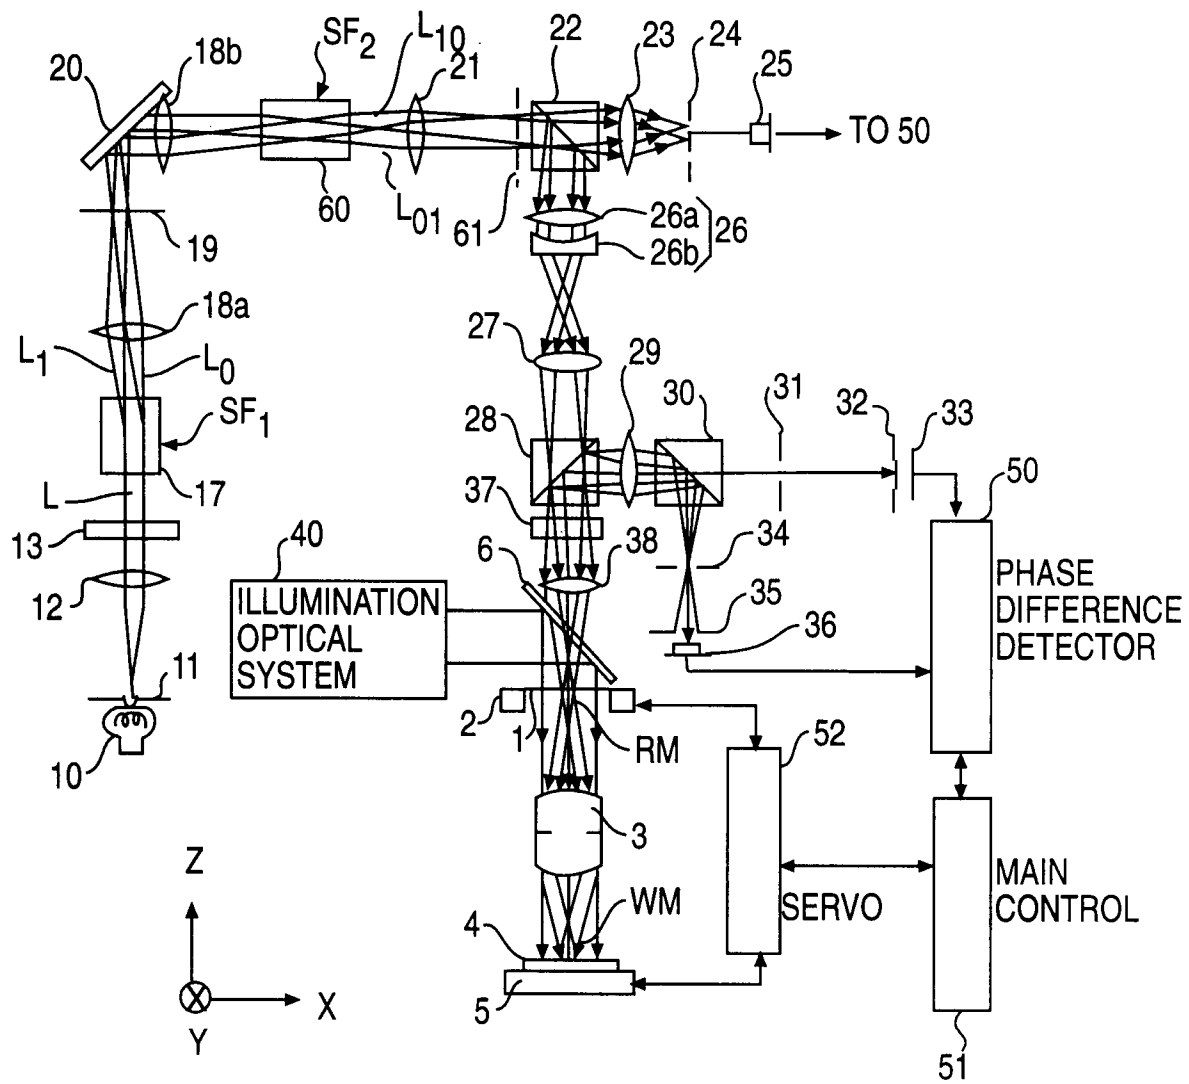 SF2
L10
22
23
24
20
18b
21
25
TO 50
60
L01
61
26a
26
26b
19
18a
27
29
L1
L0
30
31
32
33
SF1
28
50
17
L
37
13
40
6
38
34
12
ILLUMINATION
OPTICAL
SYSTEM
35
36
PHASE
DIFFERENCE
DETECTOR
11
2
1
RM
52
10
3
Z
WM
SERVO
MAIN
CONTROL
4
X
5
Y
51